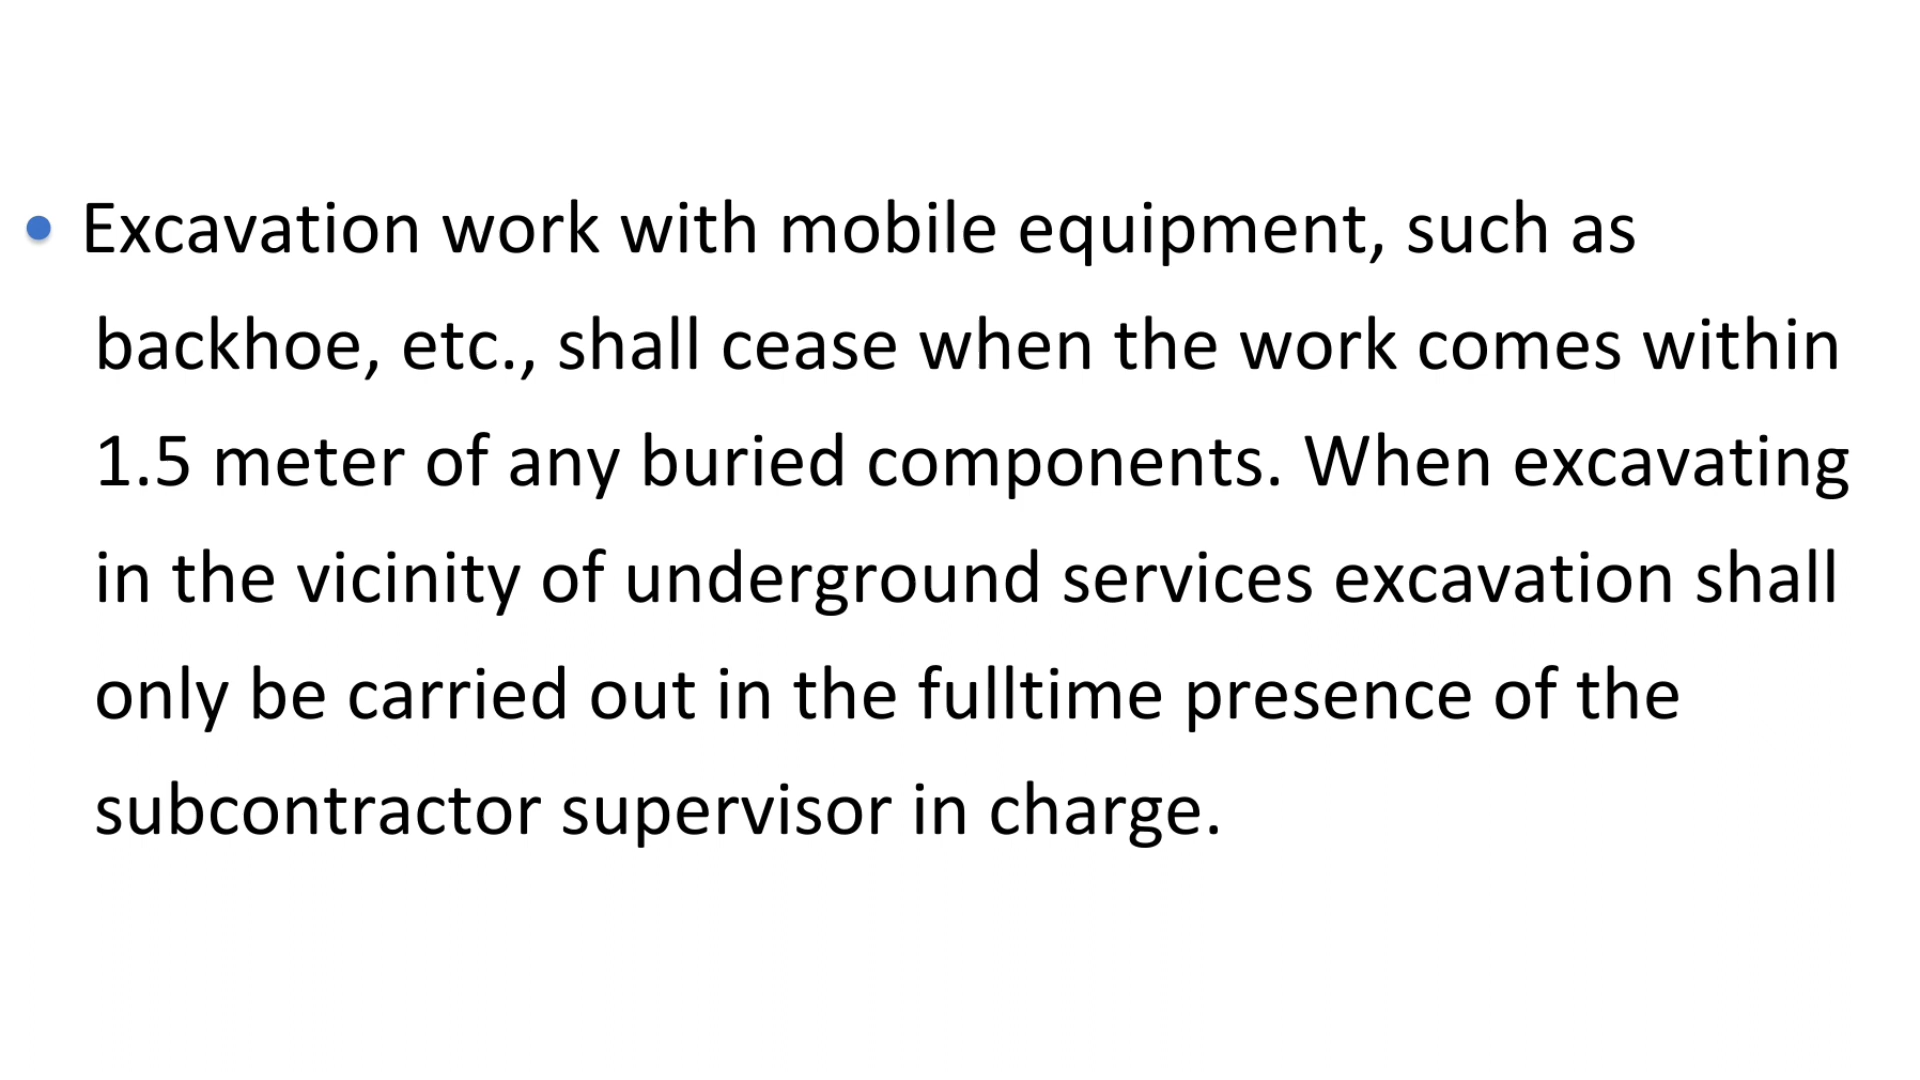 • Excavation work with mobile equipment, such as
backhoe, etc., shall cease when the work comes within
1.5 meter of any buried components. When excavating
in the vicinity of underground services excavation shall
only be carried out in the fulltime presence of the
subcontractor supervisor in charge.